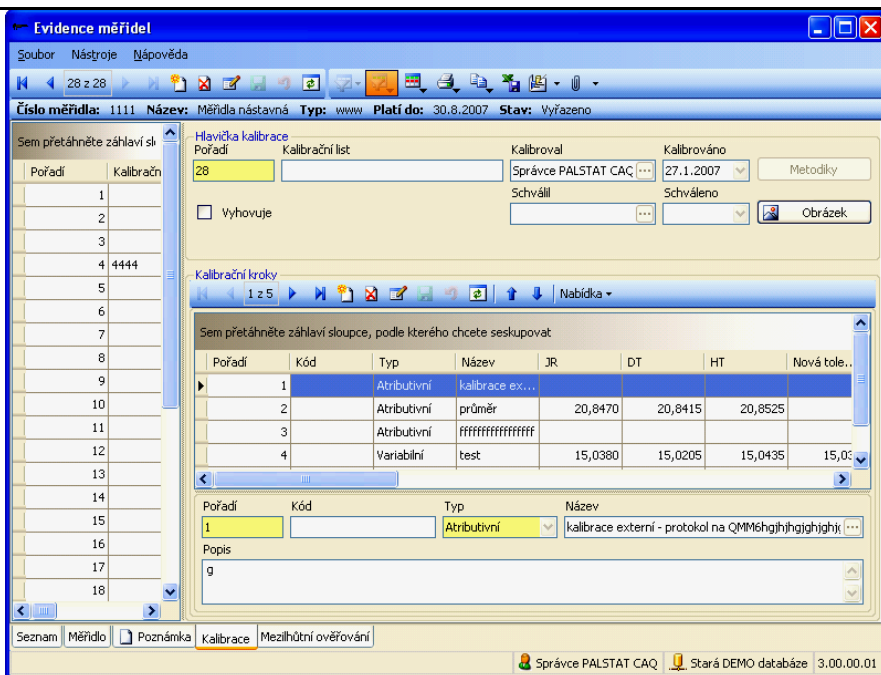 Evidence měřidel
Soubor Nástroje Nápověda
28 z 28
Číslo měřidla: 1111 Název: Měřidla nástavná Typ: www Platí do: 30.8.2007 Stav: Vyřazeno
Sem přetáhněte záhlaví slo
Pořadí Kalibračn
1
2
3
4 4444
5
6
7
8
9
10
11
12
13
14
15
16
17
18
Hlavička kalibrace
Pořadí Kalibrační list Kalibroval Kalibrováno
28 Správce PALSTAT CAQ ... 27.1.2007 Metodiky
Schválil Schváleno
Vyhovuje ... Obrázek
Kalibrační kroky
1 z 5 Nabídka
Sem přetáhněte záhlaví sloupce, podle kterého chcete seskupovat
Pořadí Kód Typ Název JR DT HT Nová tole..
1 Atributivní kalibrace ex...
2 Atributivní průměr 20,8470 20,8415 20,8525
3 Atributivní fffffffffffffffff
4 Variabilní test 15,0380 15,0205 15,0435 15,03
Pořadí Kód Typ Název
1 Atributivní kalibrace externí - protokol na QMM6hgjhjhgjghjghj ...
Popis
g
Seznam Měřidlo Poznámka Kalibrace Mezilhůtní ověřování
Správce PALSTAT CAQ Stará DEMO databáze 3.00.00.01